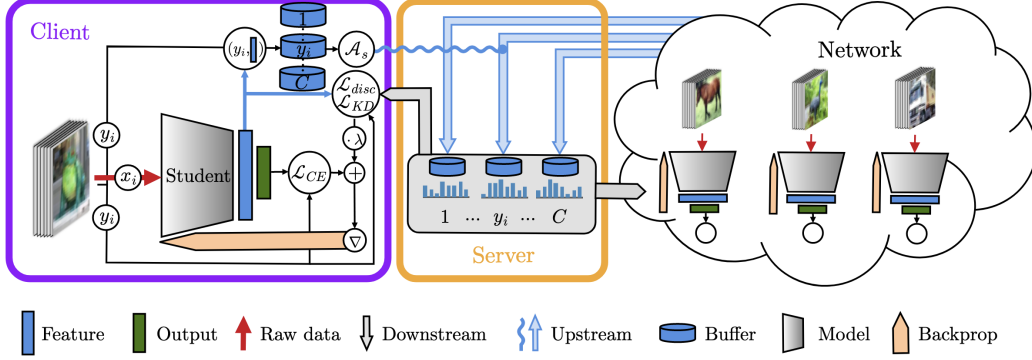 Client
(y_i, )
1
y_i
C
A_s
L_disc
L_KD
· λ
y_i
x_i
y_i
Student
L_CE
+
∇
1 ... y_i ... C
Server
Network
Feature
Output
Raw data
Downstream
Upstream
Buffer
Model
Backprop